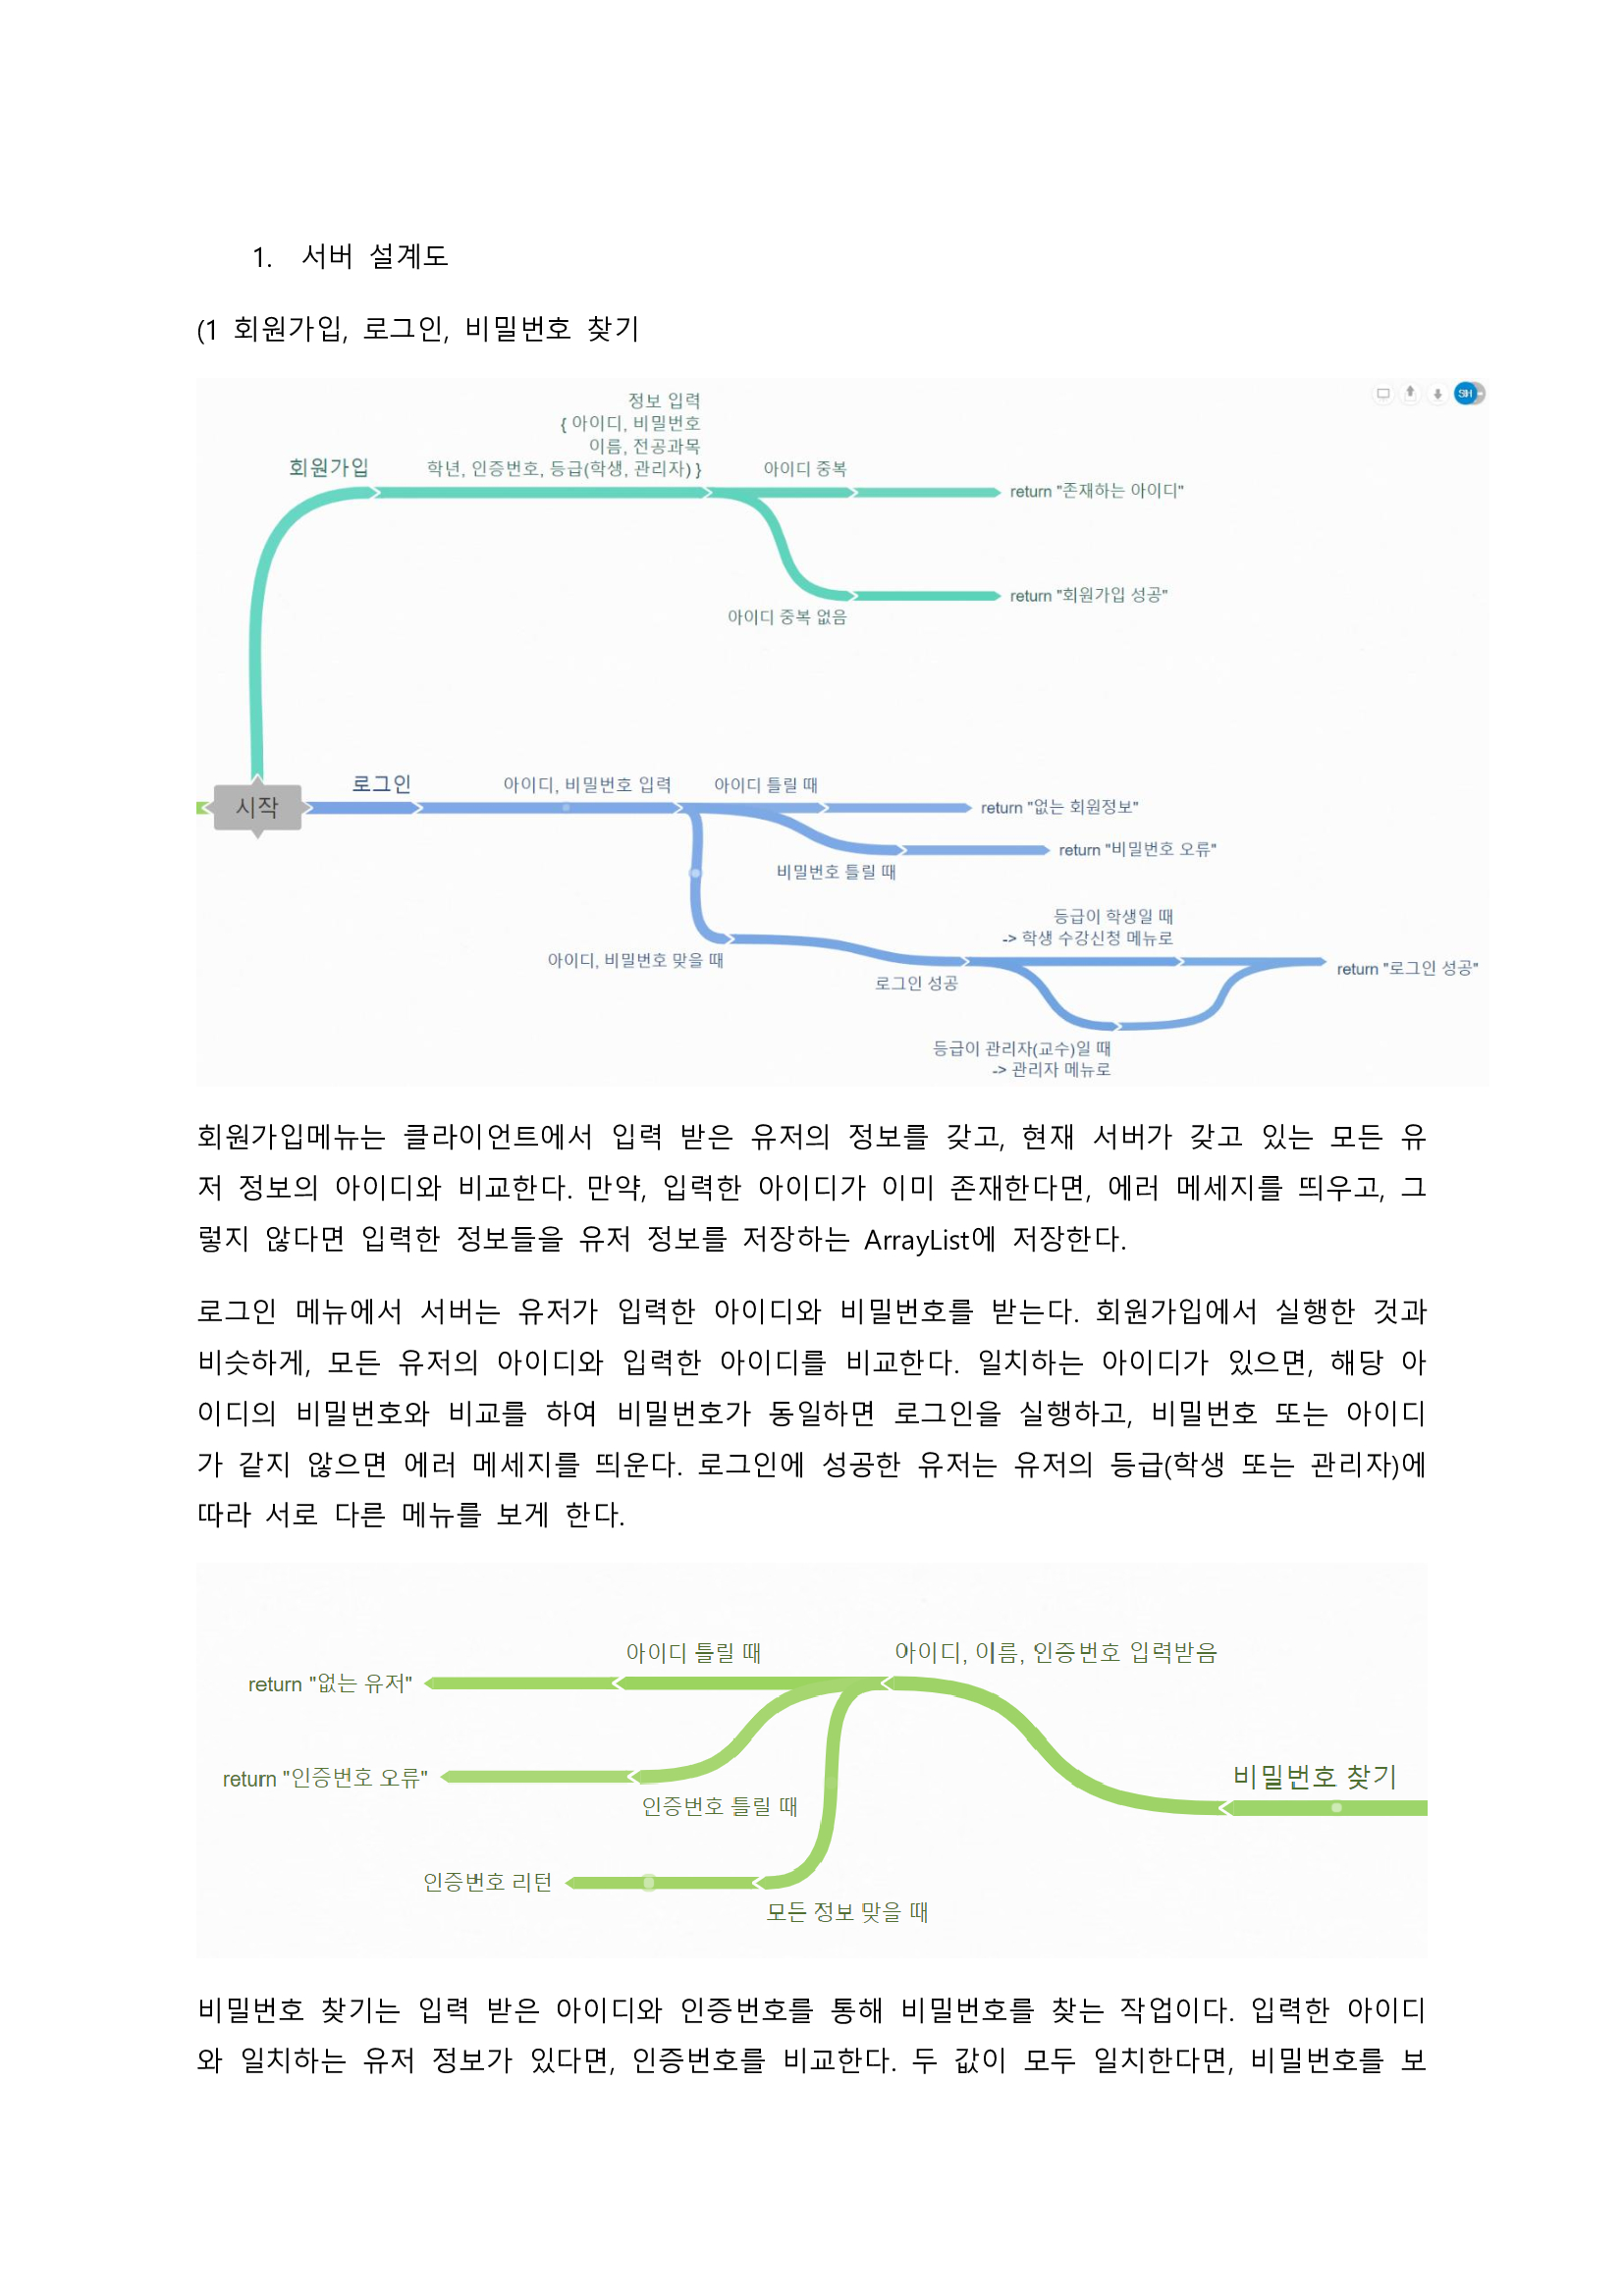 1. 서버 설계도
(1 회원가입, 로그인, 비밀번호 찾기
정보 입력
{ 아이디, 비밀번호
이름, 전공과목
학년, 인증번호, 등급(학생, 관리자) }
회원가입
아이디 중복
return "존재하는 아이디"
아이디 중복 없음
return "회원가입 성공"
시작
로그인
아이디, 비밀번호 입력
아이디 틀릴 때
return "없는 회원정보"
비밀번호 틀릴 때
return "비밀번호 오류"
아이디, 비밀번호 맞을 때
로그인 성공
등급이 학생일 때
-> 학생 수강신청 메뉴로
return "로그인 성공"
등급이 관리자(교수)일 때
-> 관리자 메뉴로
SH
회원가입메뉴는 클라이언트에서 입력 받은 유저의 정보를 갖고, 현재 서버가 갖고 있는 모든 유
저 정보의 아이디와 비교한다. 만약, 입력한 아이디가 이미 존재한다면, 에러 메세지를 띄우고, 그
렇지 않다면 입력한 정보들을 유저 정보를 저장하는 ArrayList에 저장한다.
로그인 메뉴에서 서버는 유저가 입력한 아이디와 비밀번호를 받는다. 회원가입에서 실행한 것과
비슷하게, 모든 유저의 아이디와 입력한 아이디를 비교한다. 일치하는 아이디가 있으면, 해당 아
이디의 비밀번호와 비교를 하여 비밀번호가 동일하면 로그인을 실행하고, 비밀번호 또는 아이디
가 같지 않으면 에러 메세지를 띄운다. 로그인에 성공한 유저는 유저의 등급(학생 또는 관리자)에
따라 서로 다른 메뉴를 보게 한다.
아이디 틀릴 때
아이디, 이름, 인증번호 입력받음
return "없는 유저"
return "인증번호 오류"
인증번호 틀릴 때
비밀번호 찾기
인증번호 리턴
모든 정보 맞을 때
비밀번호 찾기는 입력 받은 아이디와 인증번호를 통해 비밀번호를 찾는 작업이다. 입력한 아이디
와 일치하는 유저 정보가 있다면, 인증번호를 비교한다. 두 값이 모두 일치한다면, 비밀번호를 보